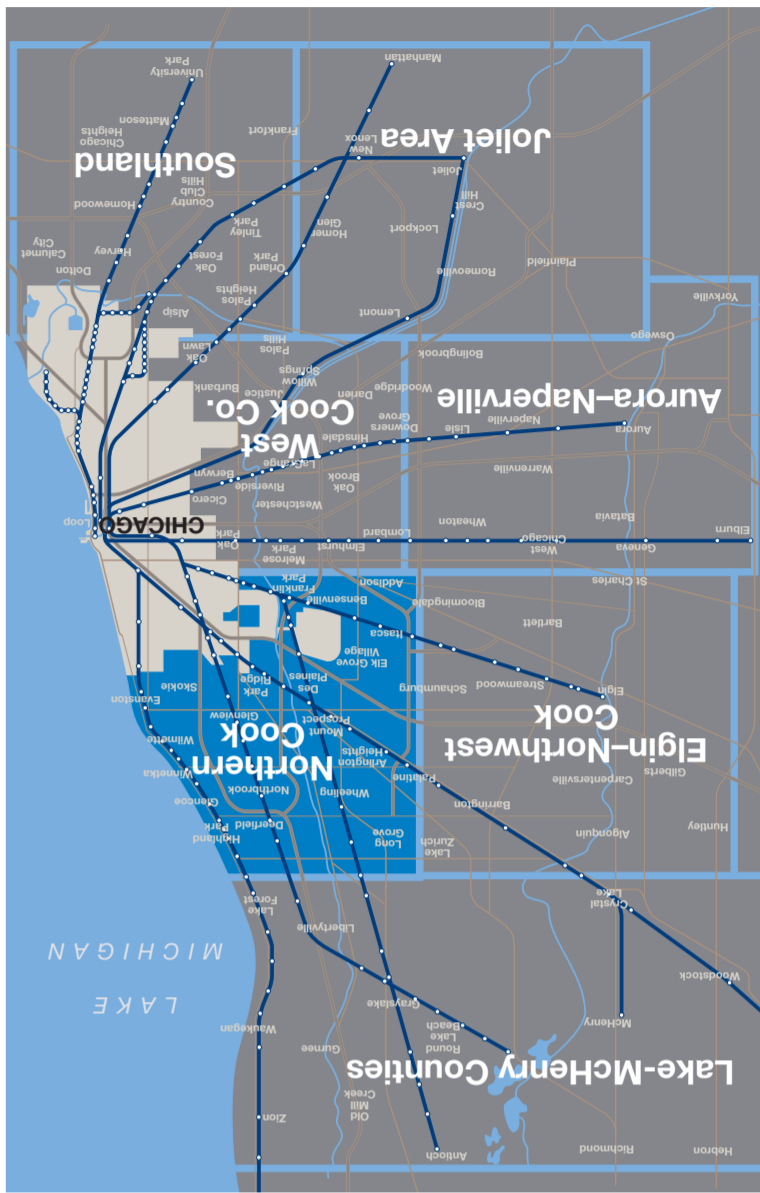 Hebron
Richmond
Antioch
Old
Mill
Creek
Zion
Lake-McHenry Counties
McHenry
Round
Lake
Beach
Gurnee
Waukegan
Grayslake
LAKE
MICHIGAN
Woodstock
Libertyville
Crystal
Lake
Lake
Forest
Huntley
Algonquin
Lake
Zurich
Long
Grove
Highland
Park
Deerfield
Barrington
Glencoe
Wheeling
Northbrook
Gilberts
Carpentersville
Palatine
Arlington
Heights
Winnetka
Northern
Cook
Elgin–Northwest
Cook
Mount
Prospect
Glenview
Wilmette
Evanston
Elgin
Streamwood
Schaumburg
Des
Plaines
Park
Ridge
Skokie
Elk Grove
Village
Itasca
Bartlett
Bloomingdale
Bensenville
Franklin
Park
St Charles
Addison
Elburn
Geneva
West
Chicago
Lombard
Elmhurst
Melrose
Park
Oak
Park
CHICAGO
Loop
Batavia
Wheaton
Westchester
Cicero
Warrenville
Oak
Brook
Riverside
Berwyn
LaGrange
Aurora
Naperville
Lisle
Downers
Grove
Hinsdale
West
Cook Co.
Aurora–Naperville
Woodridge
Darien
Willow
Springs
Justice
Burbank
Bolingbrook
Palos
Hills
Oak
Lawn
Oswego
Yorkville
Lemont
Alsip
Palos
Heights
Plainfield
Romeoville
Orland
Park
Oak
Forest
Harvey
Dolton
Calumet
City
Lockport
Homer
Glen
Tinley
Park
Crest
Hill
Country
Club
Hills
Homewood
Joliet
Southland
Joliet Area
New
Lenox
Frankfort
Chicago
Heights
Matteson
Manhattan
University
Park